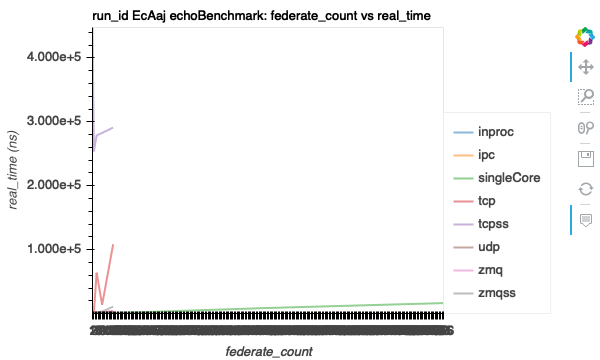 run_id EcAaj echoBenchmark: federate_count vs real_time
4.000e+5
3.000e+5
2.000e+5
1.000e+5
real_time (ns)
inproc
ipc
singleCore
tcp
tcpss
udp
zmq
zmqss
federate_count